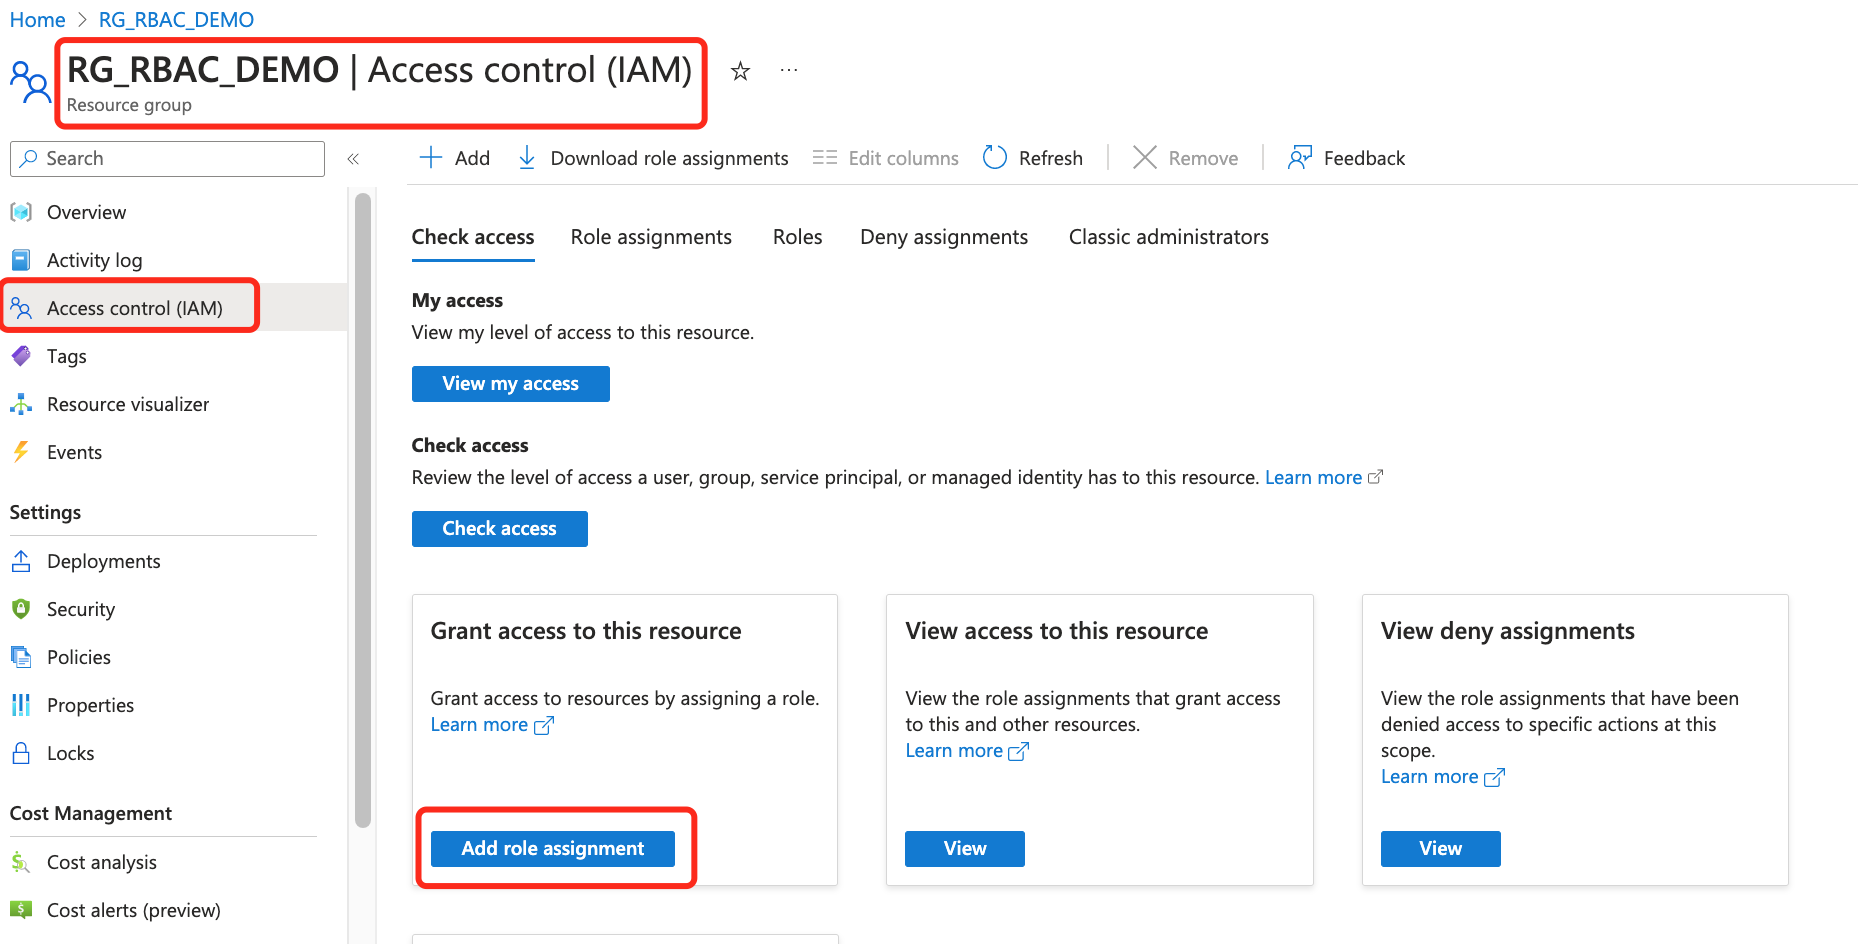 Home > RG_RBAC_DEMO
RG_RBAC_DEMO | Access control (IAM)
Resource group
Search
Add
Download role assignments
Edit columns
Refresh
Remove
Feedback
Overview
Activity log
Access control (IAM)
Tags
Resource visualizer
Events
Settings
Deployments
Security
Policies
Properties
Locks
Cost Management
Cost analysis
Cost alerts (preview)
Check access
Role assignments
Roles
Deny assignments
Classic administrators
My access
View my level of access to this resource.
View my access
Check access
Review the level of access a user, group, service principal, or managed identity has to this resource. Learn more
Check access
Grant access to this resource
Grant access to resources by assigning a role.
Learn more
Add role assignment
View access to this resource
View the role assignments that grant access
to this and other resources.
Learn more
View
View deny assignments
View the role assignments that have been
denied access to specific actions at this
scope.
Learn more
View